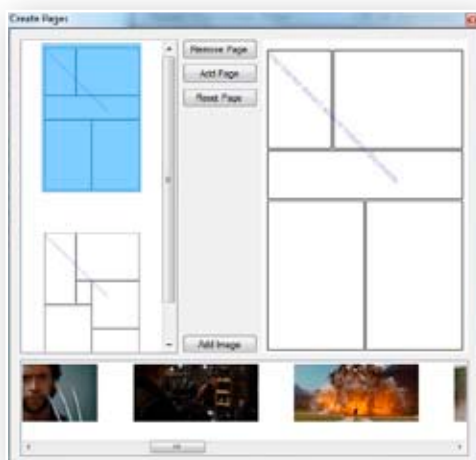 Create Pages
Remove Page
Add Page
Reset Page
Add Image